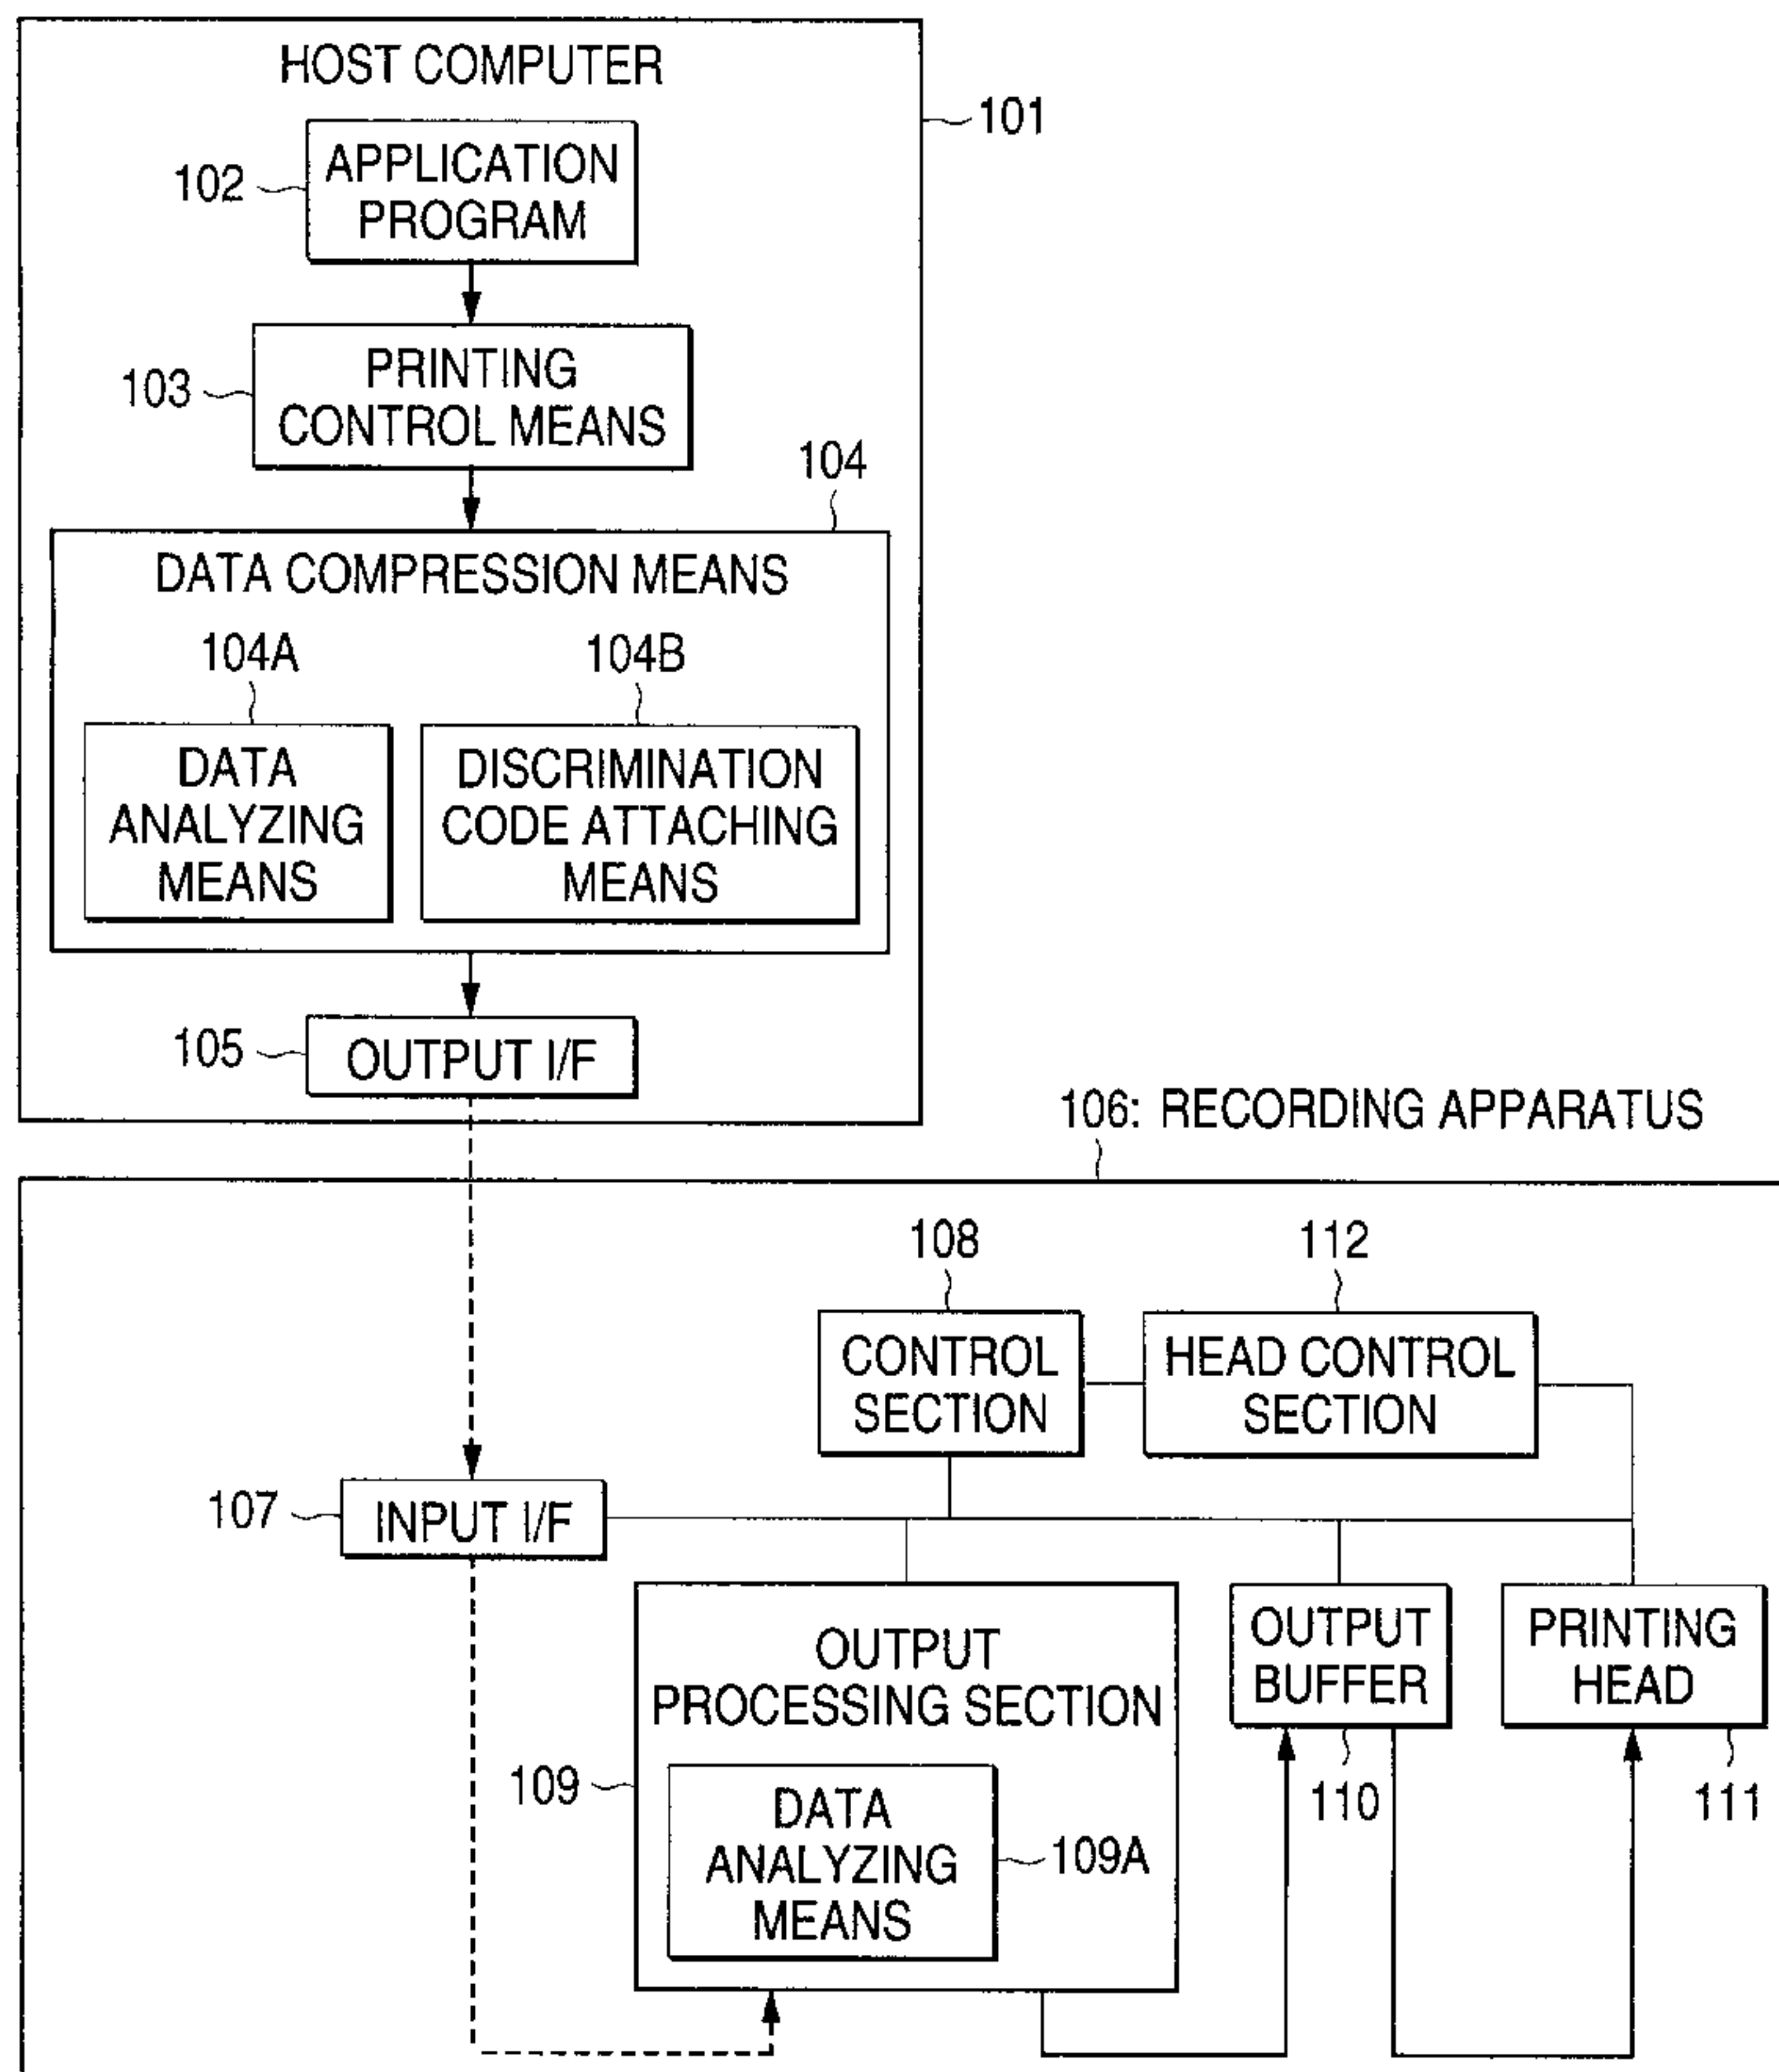 HOST COMPUTER
101
102
APPLICATION
PROGRAM
103
PRINTING
CONTROL MEANS
104
DATA COMPRESSION MEANS
104A
104B
DATA
ANALYZING
MEANS
DISCRIMINATION
CODE ATTACHING
MEANS
105
OUTPUT I/F
106: RECORDING APPARATUS
108
112
CONTROL
SECTION
HEAD CONTROL
SECTION
107
INPUT I/F
OUTPUT
PROCESSING SECTION
OUTPUT
BUFFER
PRINTING
HEAD
109
110
111
DATA
ANALYZING
MEANS
109A